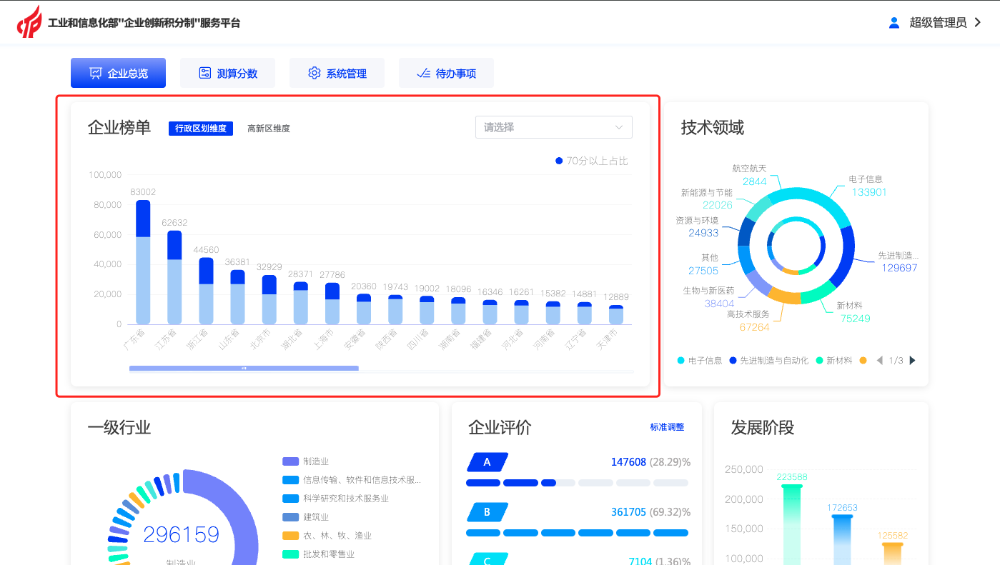 工业和信息化部"企业创新积分制"服务平台
超级管理员
企业总览
测算分数
系统管理
待办事项
企业榜单
行政区划维度
高新区维度
请选择
70分以上占比
100,000
80,000
60,000
40,000
20,000
0
83002
62632
44560
36381
32929
28371
27786
20360
19743
19002
18096
16346
16261
15382
14881
12889
广东省
江苏省
浙江省
山东省
北京市
湖北省
上海市
安徽省
陕西省
四川省
湖南省
福建省
河北省
河南省
辽宁省
天津市
技术领域
航空航天
2844
新能源与节能
22026
资源与环境
24933
其他
27505
生物与新医药
38404
高技术服务
67264
电子信息
133901
先进制造...
129697
新材料
75249
电子信息
先进制造与自动化
新材料
1/3
一级行业
296159
制造业
制造业
信息传输、软件和信息技术服...
科学研究和技术服务业
建筑业
农、林、牧、渔业
批发和零售业
企业评价
标准调整
A
147608 (28.29)%
B
361705 (69.32)%
C
7104 (1.36)%
发展阶段
250,000
200,000
150,000
100,000
223588
172653
125582